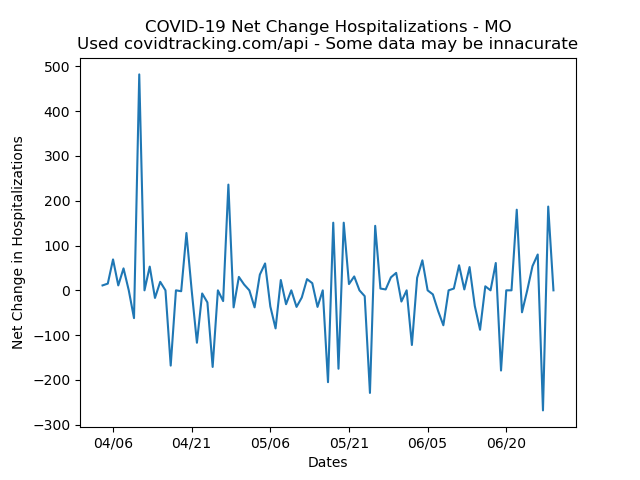 COVID-19 Net Change Hospitalizations - MO
Used covidtracking.com/api - Some data may be innacurate
Net Change in Hospitalizations
500
400
300
200
100
0
−100
−200
−300
04/06 04/21 05/06 05/21 06/05 06/20
Dates